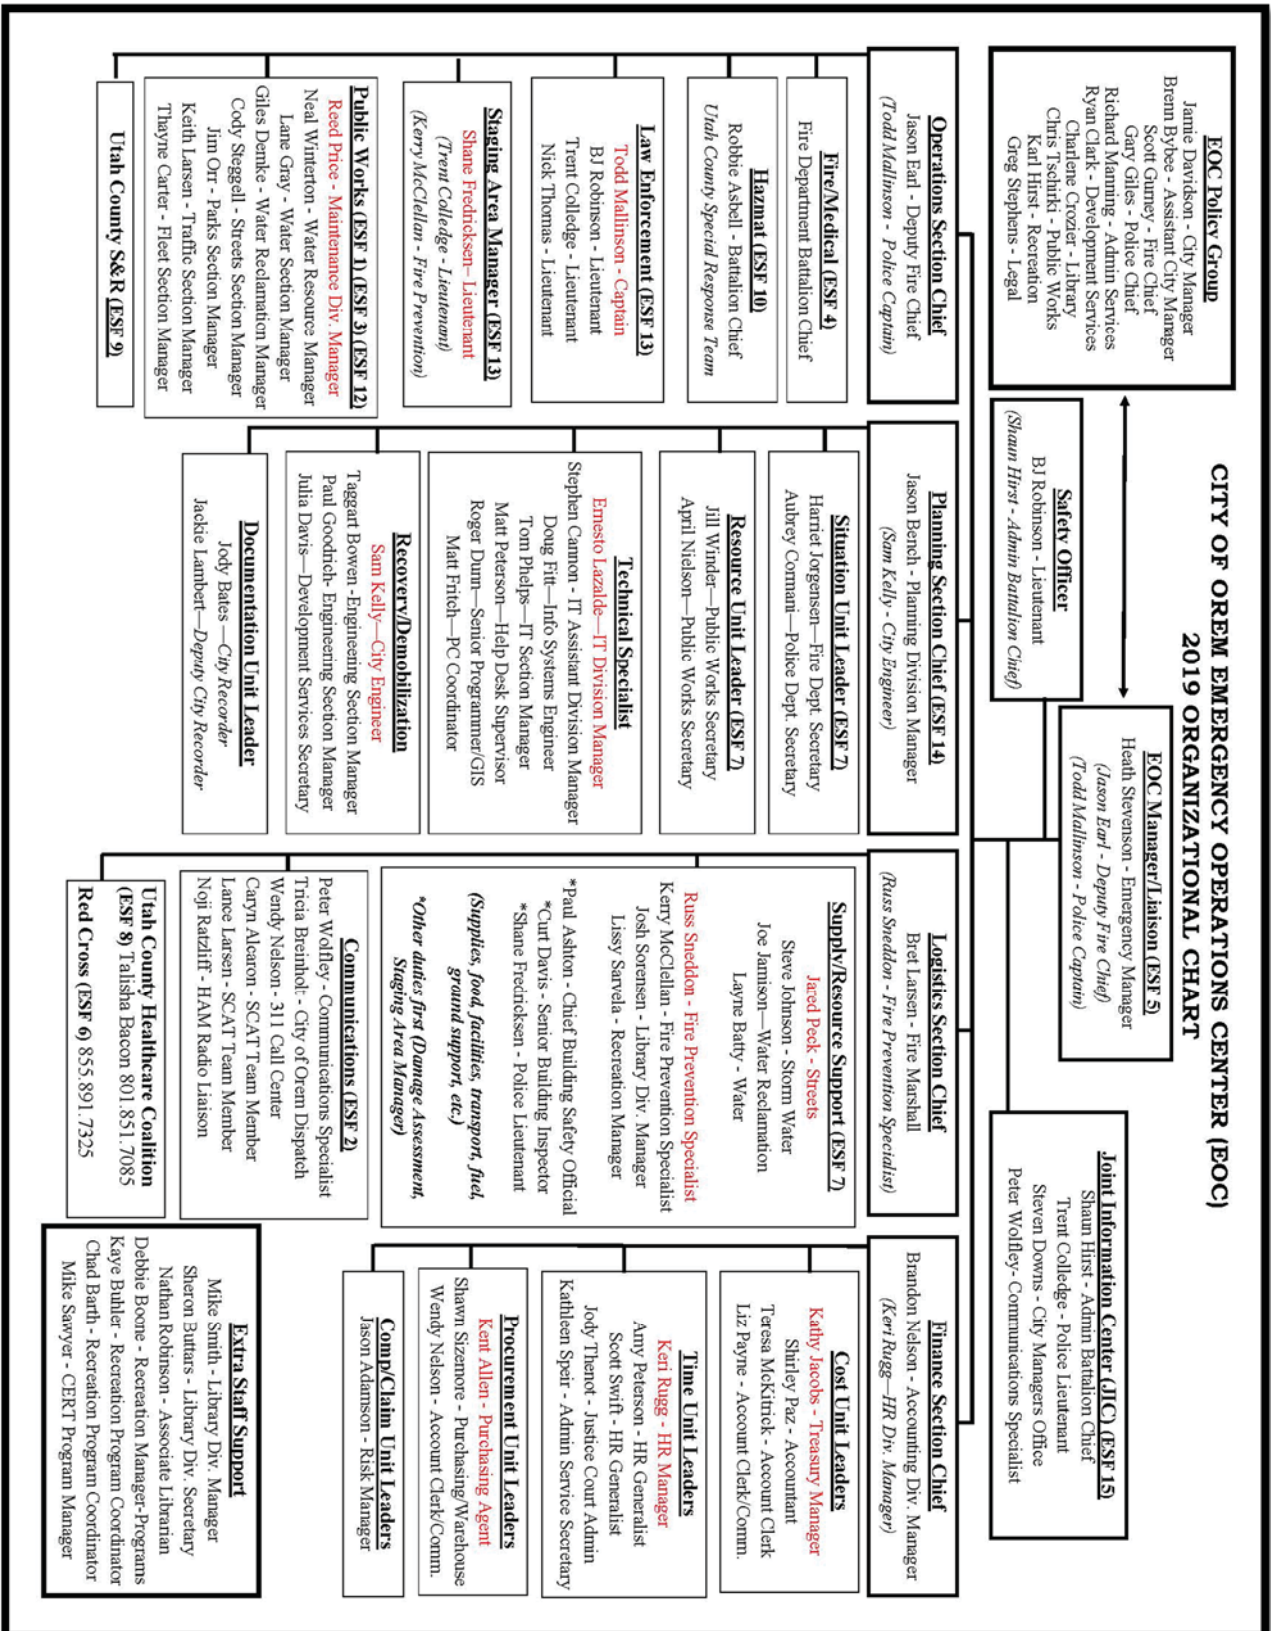 CITY OF OREM EMERGENCY OPERATIONS CENTER (EOC)
2019 ORGANIZATIONAL CHART
EOC Policy Group
Jamie Davidson - City Manager
Brenn Bybee - Assistant City Manager
Scott Gurney - Fire Chief
Gary Giles - Police Chief
Richard Manning - Admin Services
Ryan Clark - Development Services
Charlene Crozier - Library
Chris Tschirki - Public Works
Karl Hirst - Recreation
Greg Stephens - Legal
EOC Manager/Liaison (ESF 5)
Heath Stevenson - Emergency Manager
(Jason Earl - Deputy Fire Chief)
(Todd Mallinson - Police Captain)
Safety Officer
BJ Robinson - Lieutenant
(Shaun Hirst - Admin Battalion Chief)
Joint Information Center (JIC) (ESF 15)
Shaun Hirst - Admin Battalion Chief
Trent Colledge - Police Lieutenant
Steven Downs - City Managers Office
Peter Wolfley- Communications Specialist
Operations Section Chief
Jason Earl - Deputy Fire Chief
(Todd Mallinson - Police Captain)
Fire/Medical (ESF 4)
Fire Department Battalion Chief
Hazmat (ESF 10)
Robbie Asbell - Battalion Chief
Utah County Special Response Team
Law Enforcement (ESF 13)
Todd Mallinson - Captain
BJ Robinson - Lieutenant
Trent Colledge - Lieutenant
Nick Thomas - Lieutenant
Staging Area Manager (ESF 13)
Shane Fredricksen– Lieutenant
(Trent Colledge - Lieutenant)
(Kerry McClellan - Fire Prevention)
Public Works (ESF 1) (ESF 3) (ESF 12)
Reed Price - Maintenance Div. Manager
Neal Winterton - Water Resource Manager
Lane Gray - Water Section Manager
Giles Demke - Water Reclamation Manager
Cody Steggell - Streets Section Manager
Jim Orr - Parks Section Manager
Keith Larsen - Traffic Section Manager
Thayne Carter - Fleet Section Manager
Utah County S&R (ESF 9)
Planning Section Chief (ESF 14)
Jason Bench - Planning Division Manager
(Sam Kelly - City Engineer)
Situation Unit Leader (ESF 7)
Harriet Jorgensen—Fire Dept. Secretary
Aubrey Cormani—Police Dept. Secretary
Resource Unit Leader (ESF 7)
Jill Winder—Public Works Secretary
April Nielson—Public Works Secretary
Technical Specialist
Ernesto Lazalde—IT Division Manager
Stephen Cannon - IT Assistant Division Manager
Doug Fitt—Info Systems Engineer
Tom Phelps—IT Section Manager
Matt Peterson—Help Desk Supervisor
Roger Dunn—Senior Programmer/GIS
Matt Fritch—PC Coordinator
Recovery/Demobilization
Sam Kelly—City Engineer
Taggart Bowen -Engineering Section Manager
Paul Goodrich- Engineering Section Manager
Julia Davis—Development Services Secretary
Documentation Unit Leader
Jody Bates —City Recorder
Jackie Lambert—Deputy City Recorder
Logistics Section Chief
Bret Larsen - Fire Marshall
(Russ Sneddon - Fire Prevention Specialist)
Supply/Resource Support (ESF 7)
Jared Peck - Streets
Steve Johnson - Storm Water
Joe Jamison—Water Reclamation
Layne Batty - Water
Russ Sneddon - Fire Prevention Specialist
Kerry McClellan - Fire Prevention Specialist
Josh Sorensen - Library Div. Manager
Lissy Sarvela - Recreation Manager
*Paul Ashton - Chief Building Safety Official
*Curt Davis - Senior Building Inspector
*Shane Fredricksen - Police Lieutenant
(Supplies, food, facilities, transport, fuel,
ground support, etc.)
*Other duties first (Damage Assessment,
Staging Area Manager)
Communications (ESF 2)
Peter Wolfley - Communications Specialist
Tricia Breinholt - City of Orem Dispatch
Wendy Nelson - 311 Call Center
Caryn Alcaron - SCAT Team Member
Lance Larsen - SCAT Team Member
Noji Ratzliff - HAM Radio Liaison
Utah County Healthcare Coalition
(ESF 8) Talisha Bacon 801.851.7085
Red Cross (ESF 6) 855.891.7325
Finance Section Chief
Brandon Nelson - Accounting Div. Manager
(Keri Rugg—HR Div. Manager)
Cost Unit Leaders
Kathy Jacobs - Treasury Manager
Shirley Paz - Accountant
Teresa McKitrick - Account Clerk
Liz Payne - Account Clerk/Comm.
Time Unit Leaders
Keri Rugg - HR Manager
Amy Peterson - HR Generalist
Scott Swift - HR Generalist
Jody Thenot - Justice Court Admin
Kathleen Speir - Admin Service Secretary
Procurement Unit Leaders
Kent Allen - Purchasing Agent
Shawn Sizemore - Purchasing/Warehouse
Wendy Nelson - Account Clerk/Comm.
Comp/Claim Unit Leaders
Jason Adamson - Risk Manager
Extra Staff Support
Mike Smith - Library Div. Manager
Sheron Buttars - Library Div. Secretary
Nathan Robinson - Associate Librarian
Debbie Boone - Recreation Manager-Programs
Kaye Buhler - Recreation Program Coordinator
Chad Barth - Recreation Program Coordinator
Mike Sawyer - CERT Program Manager